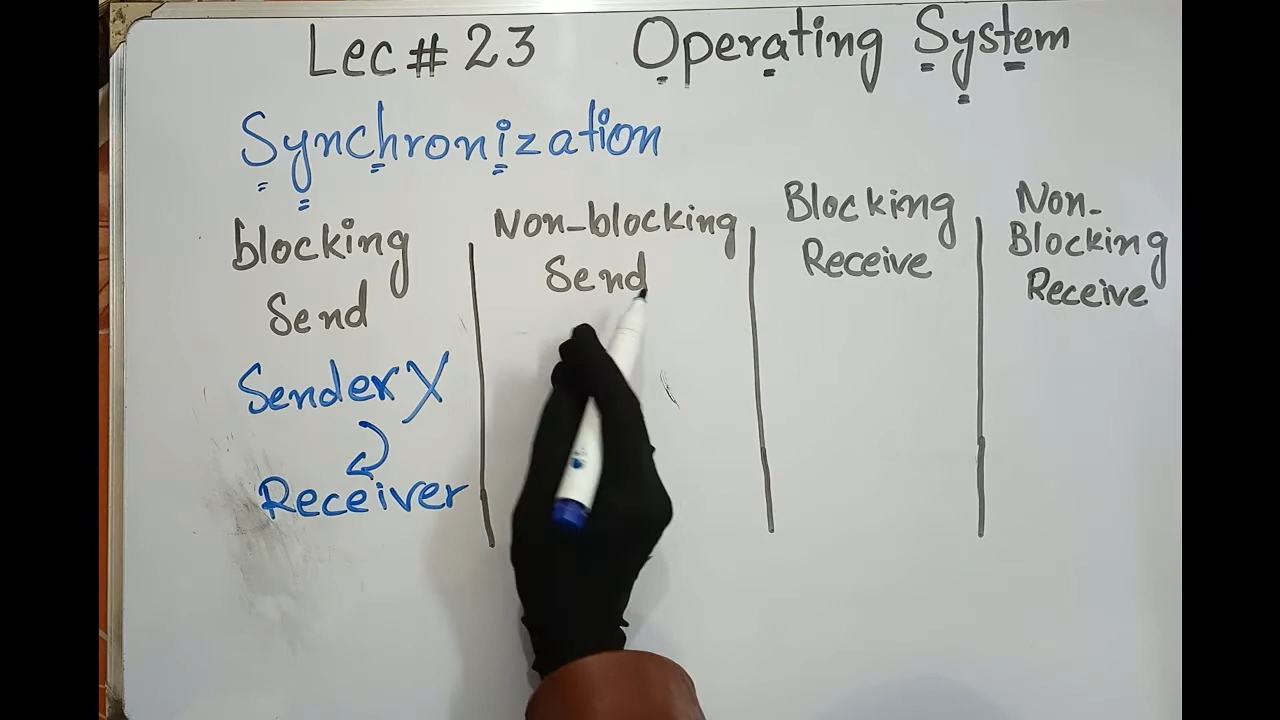 Lec # 23 Operating System
Synchronization
blocking
Send
Non-blocking
Send
Blocking
Receive
Non-
Blocking
Receive
Sender X
Receiver